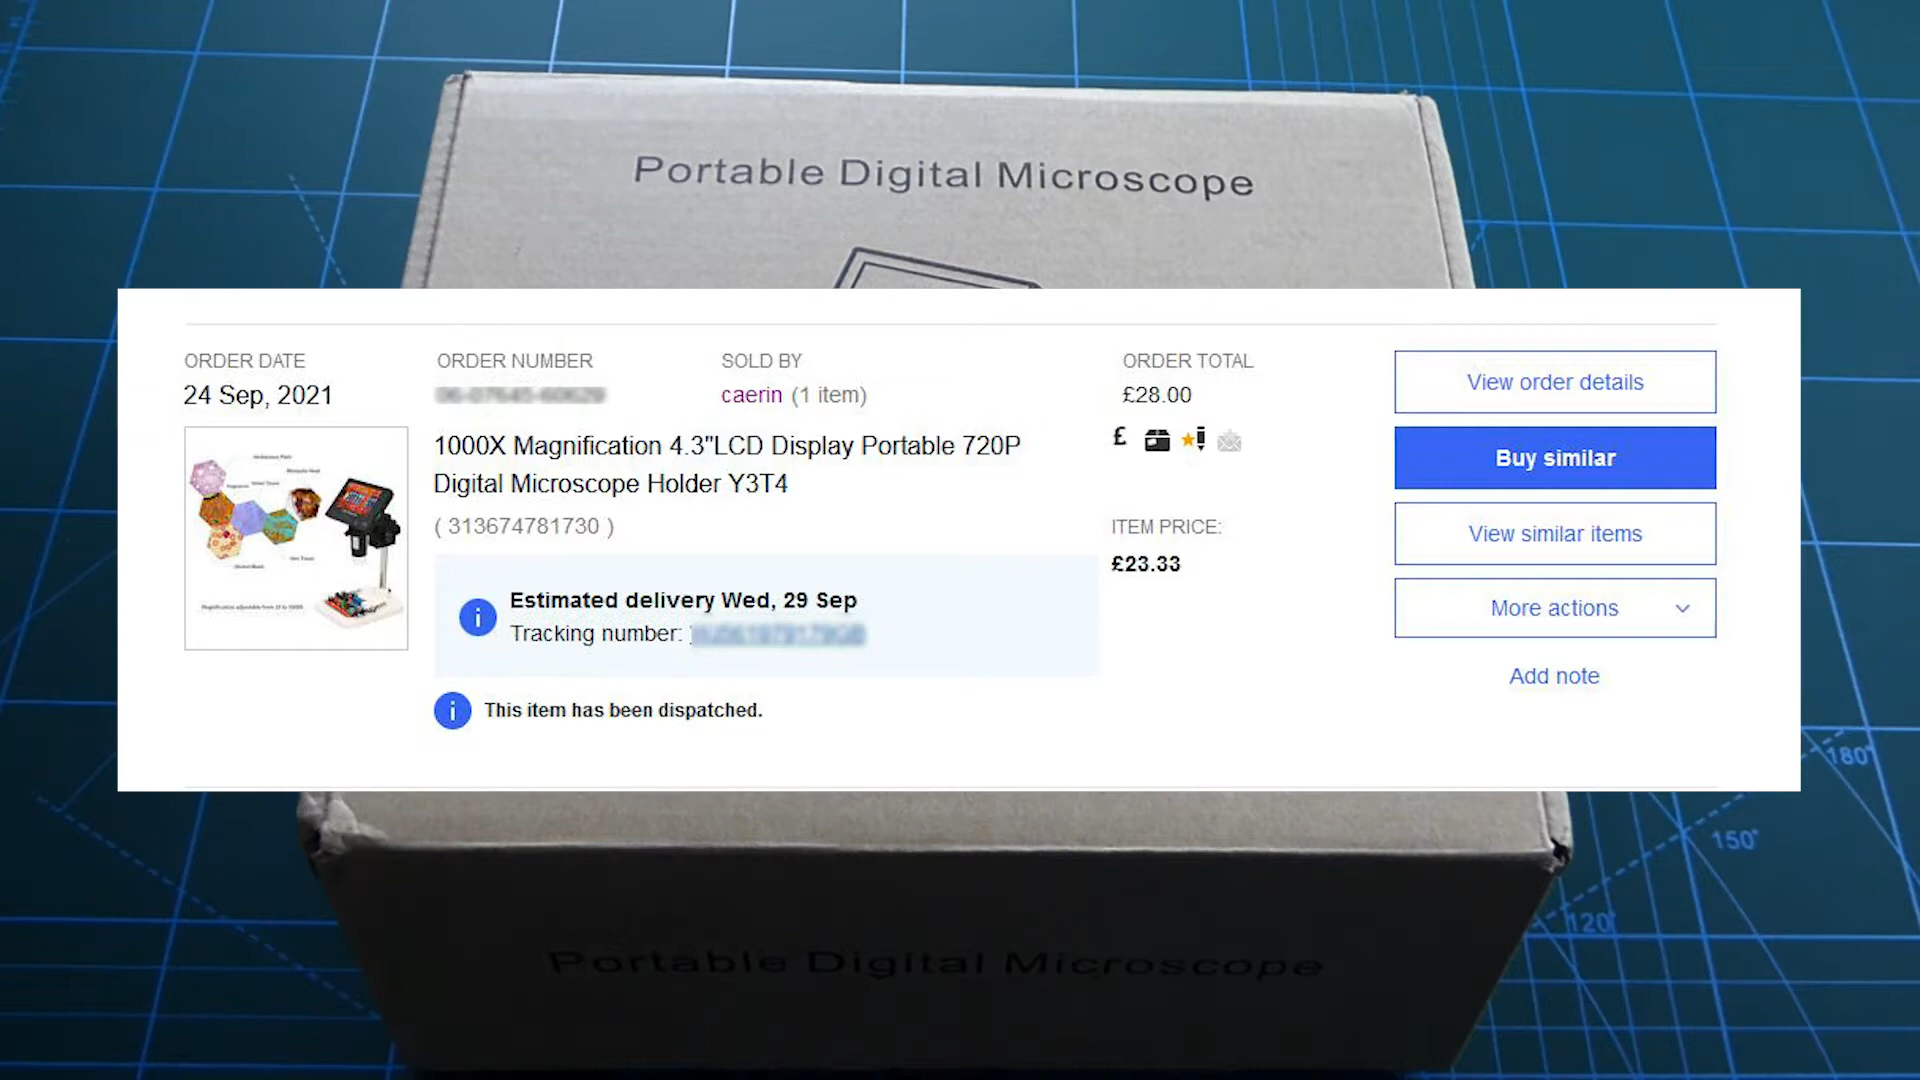 Portable Digital Microscope
ORDER DATE
24 Sep, 2021
ORDER NUMBER
SOLD BY
caerin (1 item)
ORDER TOTAL
£28.00
1000X Magnification 4.3"LCD Display Portable 720P
Digital Microscope Holder Y3T4
( 313674781730 )
ITEM PRICE:
£23.33
Estimated delivery Wed, 29 Sep
Tracking number:
This item has been dispatched.
View order details
Buy similar
View similar items
More actions
Add note
180°
150°
120°
Portable Digital Microscope